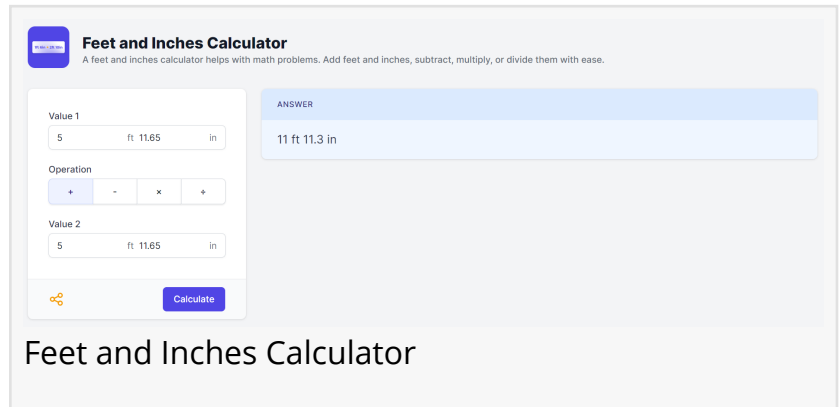 Feet and Inches Calculator
A feet and inches calculator helps with math problems. Add feet and inches, subtract, multiply, or divide them with ease.
Value 1
5 ft 11.65 in
Operation
+ - × ÷
Value 2
5 ft 11.65 in
Calculate
ANSWER
11 ft 11.3 in
Feet and Inches Calculator